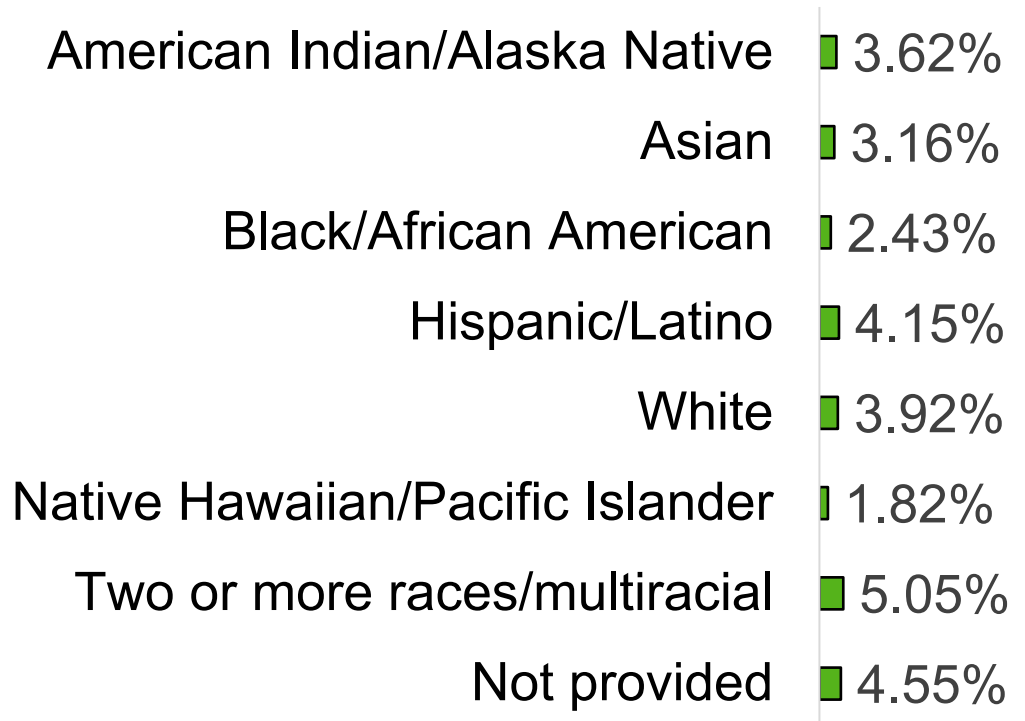 American Indian/Alaska Native 3.62%
Asian 3.16%
Black/African American 2.43%
Hispanic/Latino 4.15%
White 3.92%
Native Hawaiian/Pacific Islander 1.82%
Two or more races/multiracial 5.05%
Not provided 4.55%